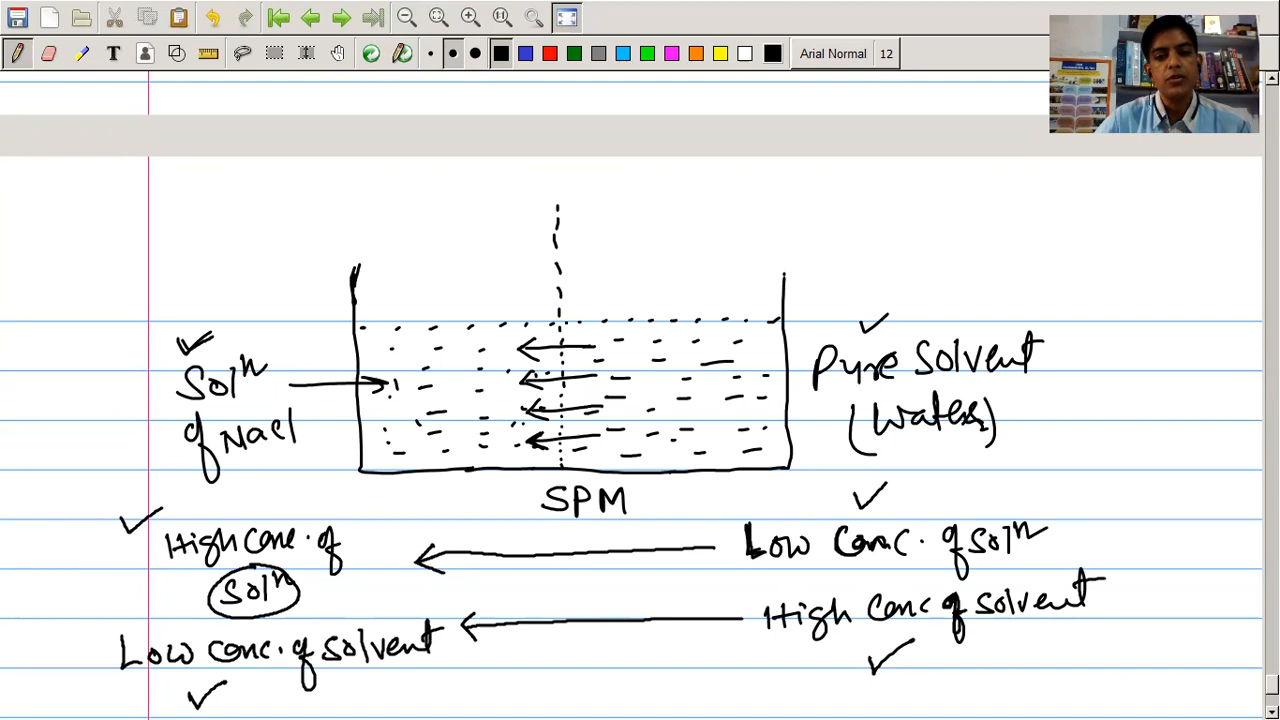 Arial Normal 12
Solⁿ
of Nacl
Pure Solvent
(Water)
SPM
High conc. of
Solⁿ
Low conc. of solⁿ
High conc of solvent
Low conc. of solvent